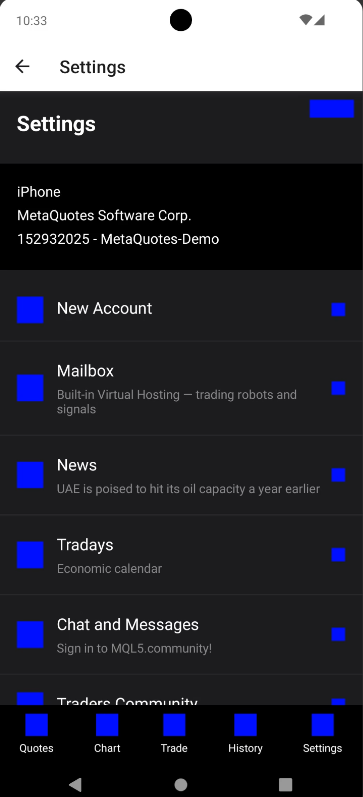 10:33
Settings
Settings
iPhone
MetaQuotes Software Corp.
152932025 - MetaQuotes-Demo
New Account
Mailbox
Built-in Virtual Hosting — trading robots and
signals
News
UAE is poised to hit its oil capacity a year earlier
Tradays
Economic calendar
Chat and Messages
Sign in to MQL5.community!
Traders Community
Quotes
Chart
Trade
History
Settings